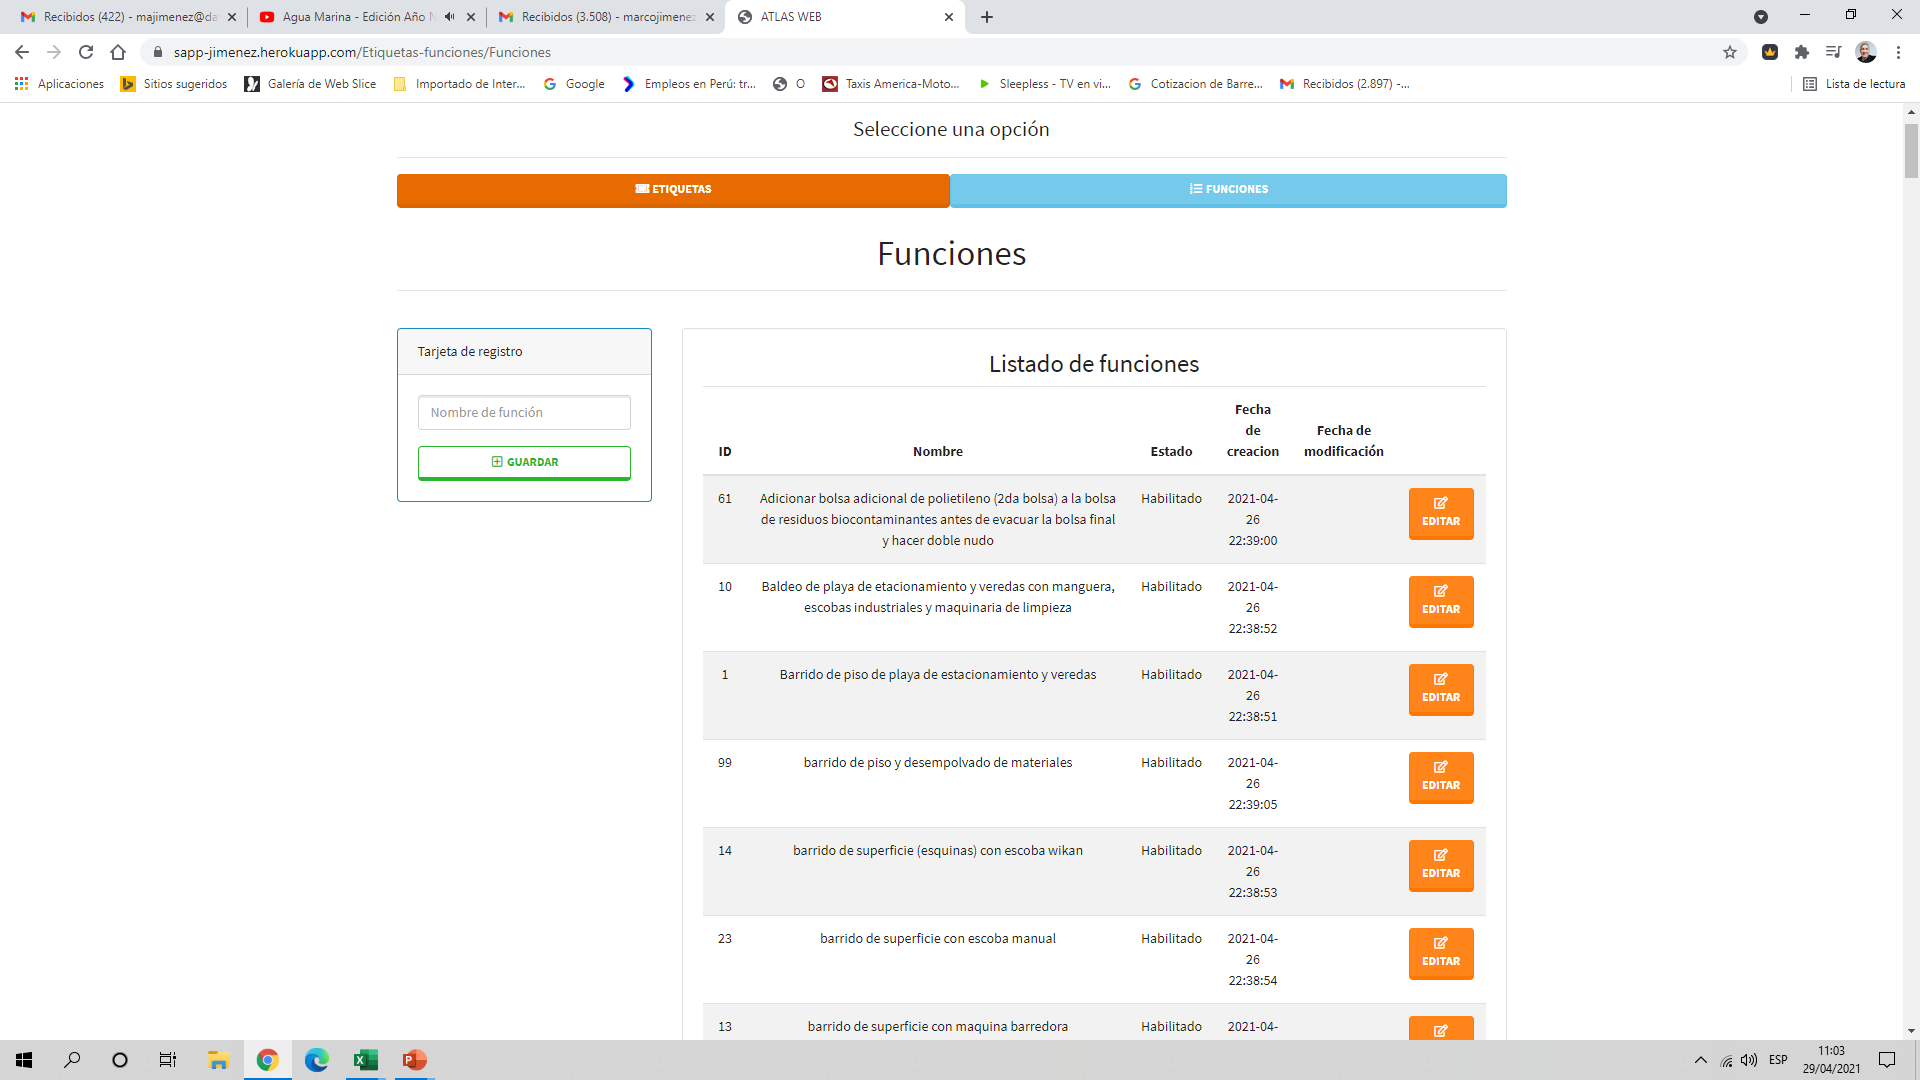 Recibidos (422) - majimenez@da
Agua Marina - Edición Año N
Recibidos (3.508) - marcojimenez
ATLAS WEB
sapp-jimenez.herokuapp.com/Etiquetas-funciones/Funciones
Aplicaciones
Sitios sugeridos
Galería de Web Slice
Importado de Inter...
Google
Empleos en Perú: tr...
O
Taxis America-Moto...
Sleepless - TV en vi...
Cotizacion de Barre...
Recibidos (2.897) -...
Lista de lectura
Seleccione una opción
ETIQUETAS
FUNCIONES
Funciones
Tarjeta de registro
Nombre de función
GUARDAR
Listado de funciones
ID
Nombre
Estado
Fecha
de
creacion
Fecha de
modificación
61
Adicionar bolsa adicional de polietileno (2da bolsa) a la bolsa
de residuos biocontaminantes antes de evacuar la bolsa final
y hacer doble nudo
Habilitado
2021-04-
26
22:39:00
EDITAR
10
Baldeo de playa de etacionamiento y veredas con manguera,
escobas industriales y maquinaria de limpieza
Habilitado
2021-04-
26
22:38:52
EDITAR
1
Barrido de piso de playa de estacionamiento y veredas
Habilitado
2021-04-
26
22:38:51
EDITAR
99
barrido de piso y desempolvado de materiales
Habilitado
2021-04-
26
22:39:05
EDITAR
14
barrido de superficie (esquinas) con escoba wikan
Habilitado
2021-04-
26
22:38:53
EDITAR
23
barrido de superficie con escoba manual
Habilitado
2021-04-
26
22:38:54
EDITAR
13
barrido de superficie con maquina barredora
Habilitado
2021-04-
ESP
11:03
29/04/2021